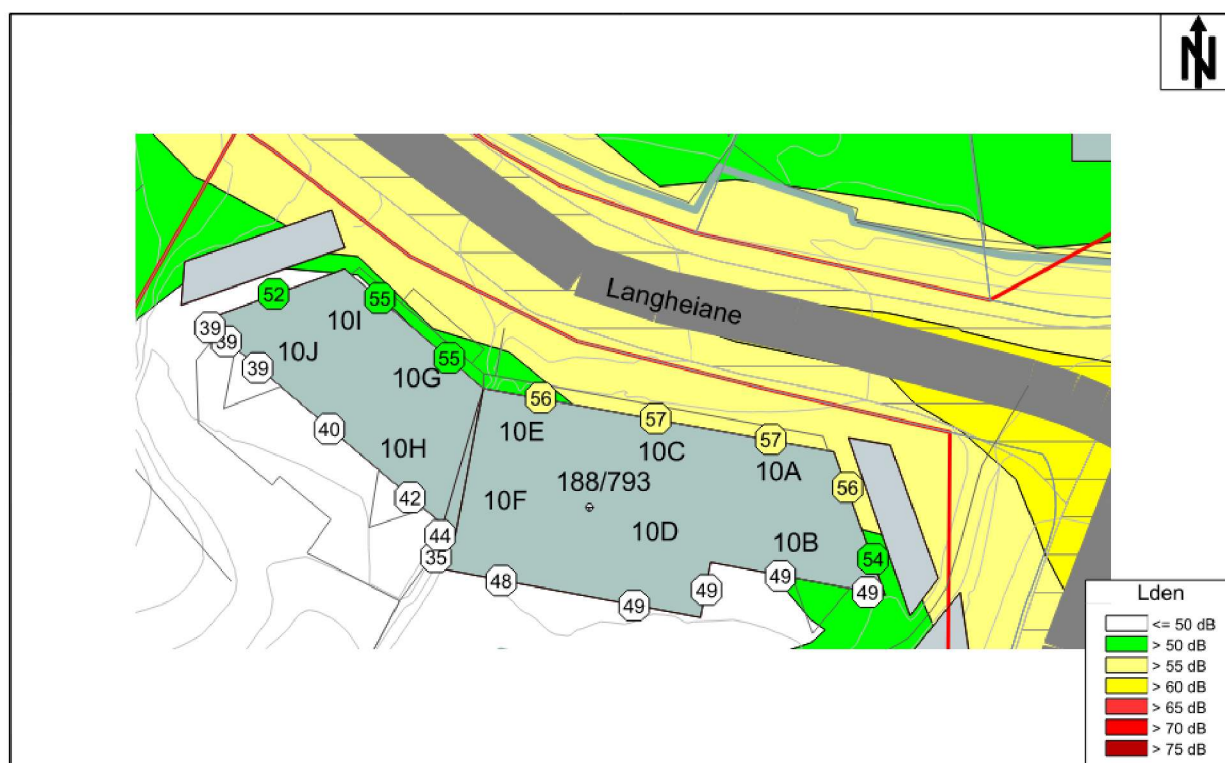 N
Langheiane
52
55
10I
39
39
10J
39
55
10G
56
10E
57
10C
57
10A
40
10H
188/793
56
42
10F
10D
44
35
10B
54
48
49
49
49
49
Lden
<= 50 dB
> 50 dB
> 55 dB
> 60 dB
> 65 dB
> 70 dB
> 75 dB